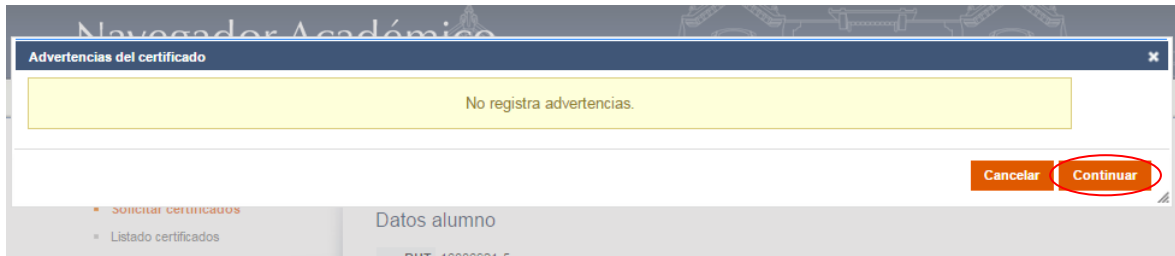 Navegador Académico
Advertencias del certificado
No registra advertencias.
Cancelar Continuar
Solicitar certificados
Listado certificados
Datos alumno